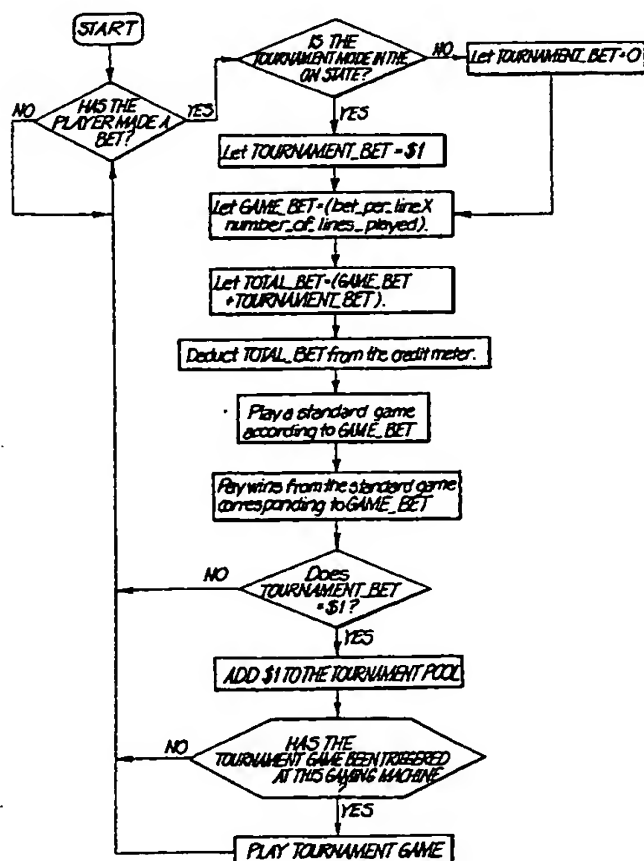 START
HAS THE
PLAYER MADE A
BET?
NO
YES
IS THE
TOURNAMENT MODE IN THE
ON STATE?
NO
Let TOURNAMENT_BET=0
YES
Let TOURNAMENT_BET = $1
Let GAME_BET=(bet_per_line X
number_of_lines_played).
Let TOTAL_BET=(GAME_BET
+TOURNAMENT_BET).
Deduct TOTAL_BET from the credit meter.
Play a standard game
according to GAME_BET
Pay wins from the standard game
corresponding to GAME_BET
Does
TOURNAMENT_BET
= $1?
NO
YES
ADD $1 TO THE TOURNAMENT POOL
HAS THE
TOURNAMENT GAME BEEN TRIGGERED
AT THIS GAMING MACHINE
?
NO
YES
PLAY TOURNAMENT GAME